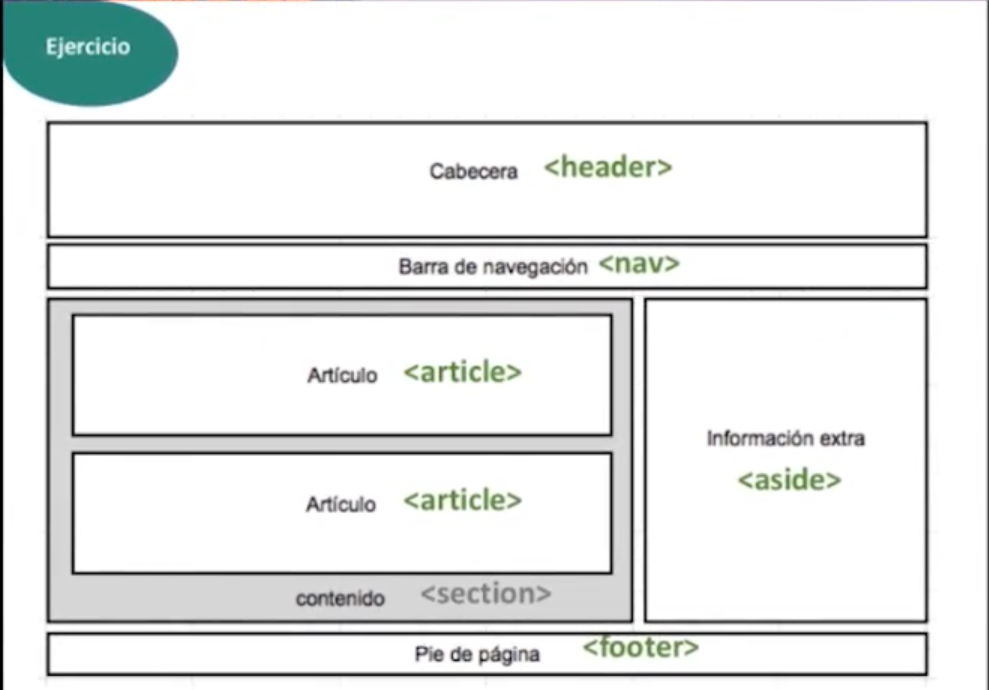 Ejercicio
Cabecera <header>
Barra de navegación <nav>
Artículo <article>
Información extra
<aside>
Artículo <article>
contenido <section>
Pie de página <footer>